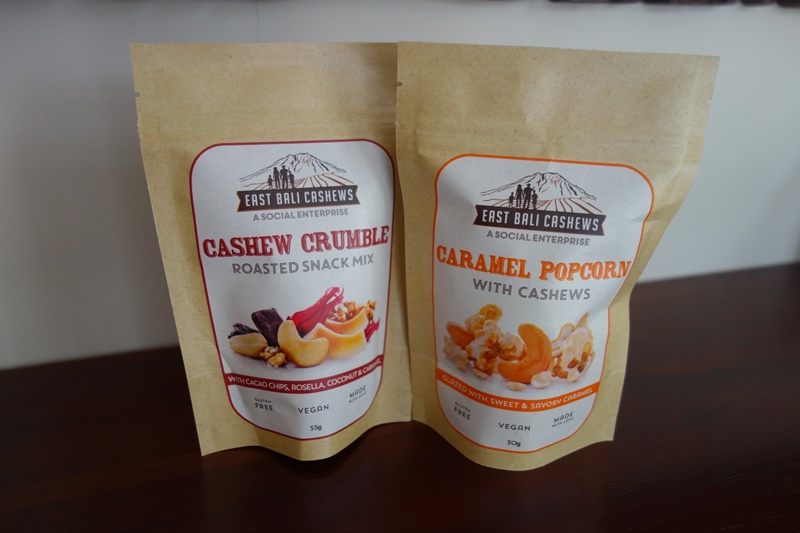 EAST BALI CASHEWS
A SOCIAL ENTERPRISE
CASHEW CRUMBLE
ROASTED SNACK MIX
WITH CACAO CHIPS, ROSELLA, COCONUT & CARAMEL
GLUTEN
FREE
VEGAN
MADE
WITH LOVE
55g
EAST BALI CASHEWS
A SOCIAL ENTERPRISE
CARAMEL POPCORN
WITH CASHEWS
GLAZED WITH SWEET & SAVORY CARAMEL
GLUTEN
FREE
VEGAN
MADE
WITH LOVE
30g